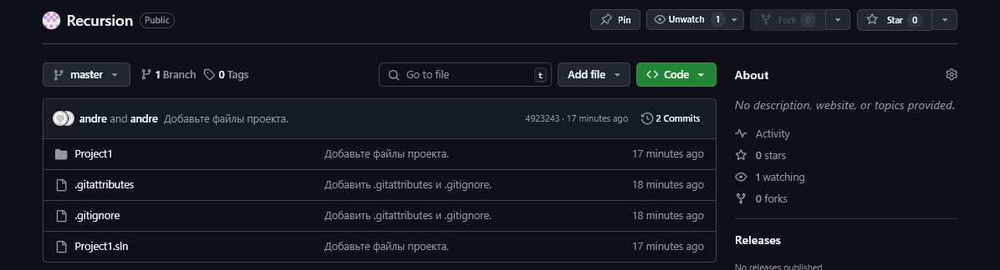 Recursion Public Pin Unwatch 1 Fork 0 Star 0
master 1 Branch 0 Tags Go to file t Add file Code
andre and andre Добавьте файлы проекта. 4923243 · 17 minutes ago 2 Commits
Project1 Добавьте файлы проекта. 17 minutes ago
.gitattributes Добавить .gitattributes и .gitignore. 18 minutes ago
.gitignore Добавить .gitattributes и .gitignore. 18 minutes ago
Project1.sln Добавьте файлы проекта. 17 minutes ago
About
No description, website, or topics provided.
Activity
0 stars
1 watching
0 forks
Releases
No releases published